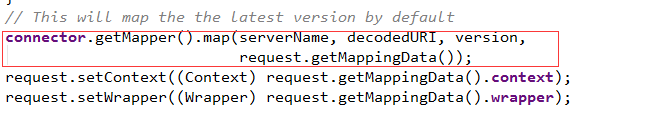 // This will map the the latest version by default
connector.getMapper().map(serverName, decodedURI, version,
request.getMappingData());
request.setContext((Context) request.getMappingData().context);
request.setWrapper((Wrapper) request.getMappingData().wrapper);